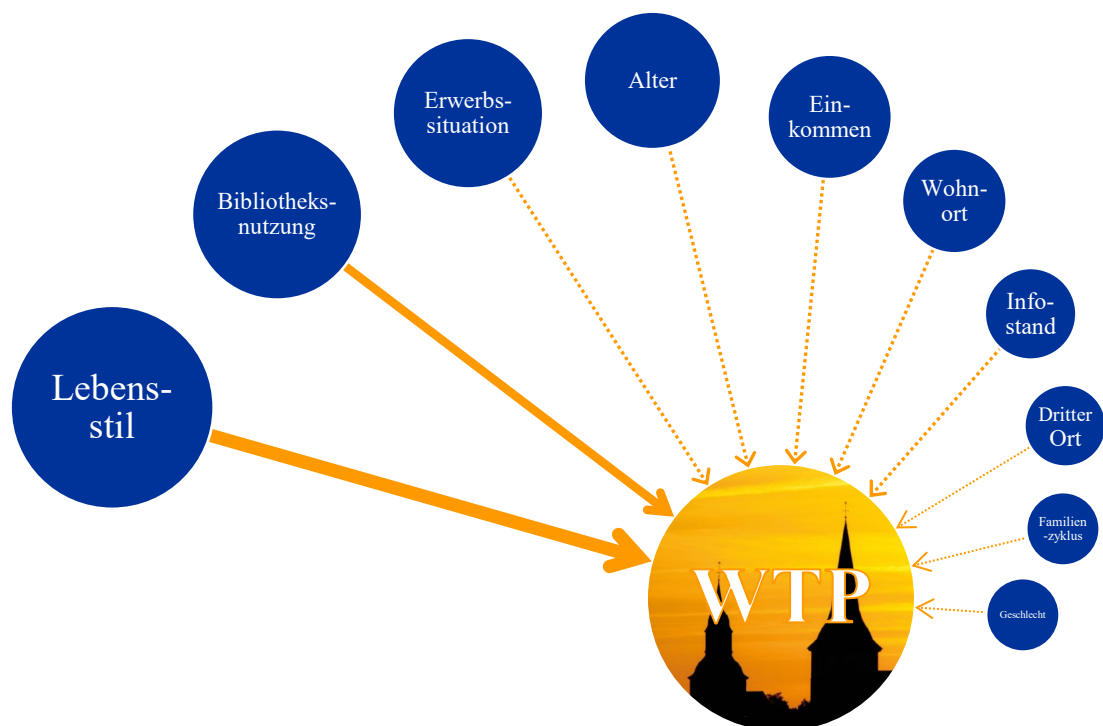 Lebens-
stil
Bibliotheks-
nutzung
Erwerbs-
situation
Alter
Ein-
kommen
Wohn-
ort
Info-
stand
Dritter
Ort
Familien
-zyklus
Geschlecht
WTP